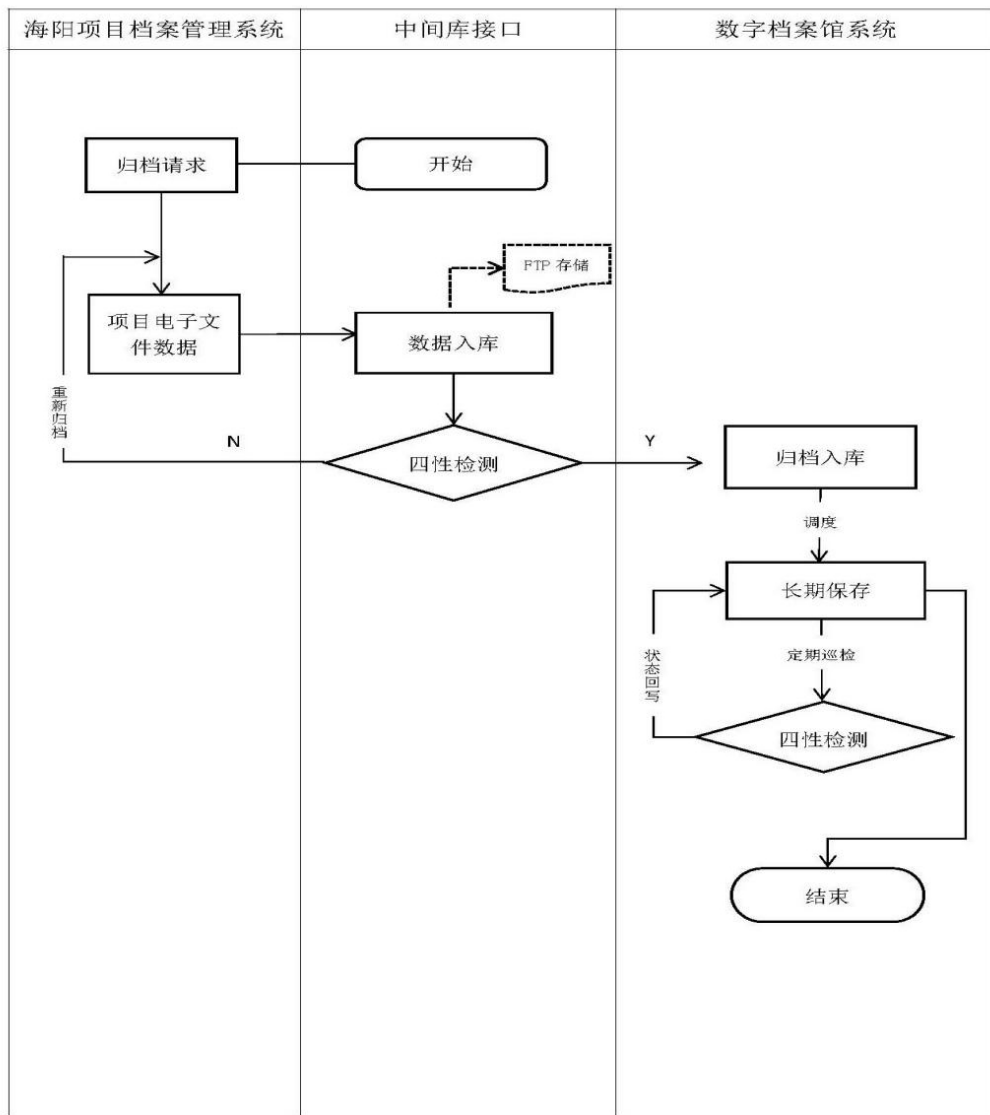 海阳项目档案管理系统
中间库接口
数字档案馆系统
归档请求
开始
FTP 存储
项目电子文
件数据
数据入库
重新归档
N
四性检测
Y
归档入库
调度
长期保存
状态回写
定期巡检
四性检测
结束